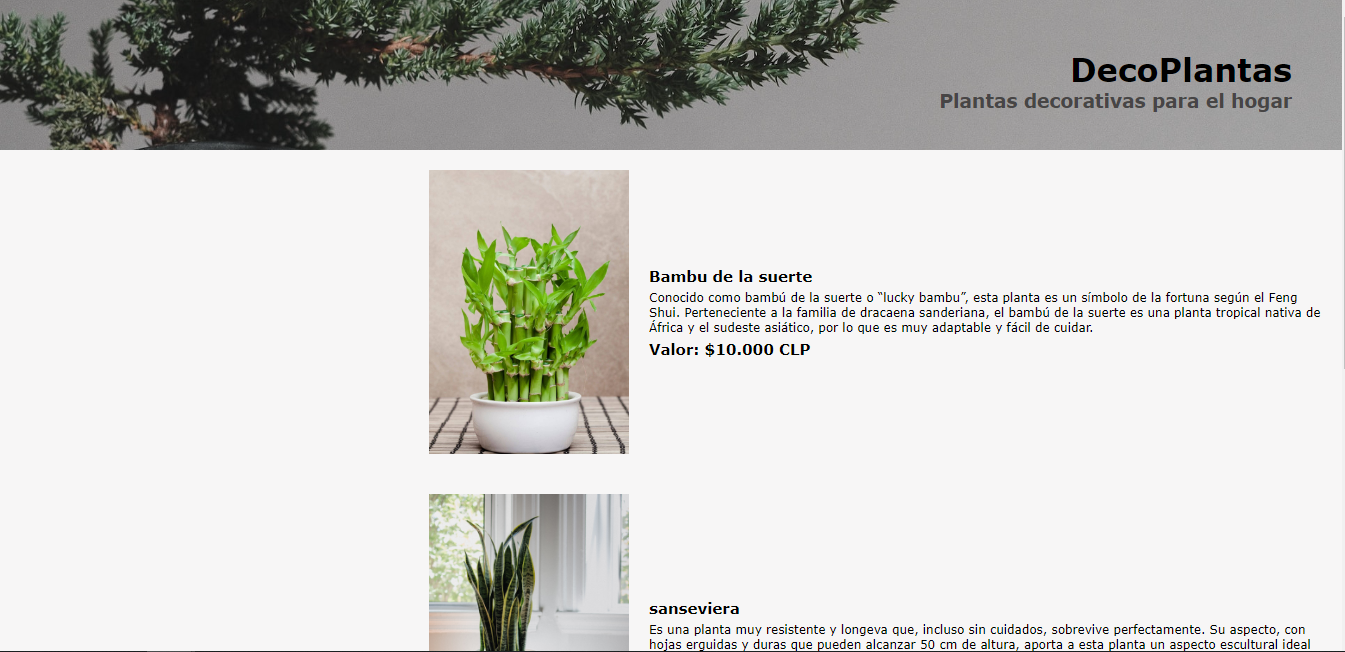 DecoPlantas
Plantas decorativas para el hogar
Bambu de la suerte
Conocido como bambú de la suerte o “lucky bambu”, esta planta es un símbolo de la fortuna según el Feng
Shui. Perteneciente a la familia de dracaena sanderiana, el bambú de la suerte es una planta tropical nativa de
África y el sudeste asiático, por lo que es muy adaptable y fácil de cuidar.
Valor: $10.000 CLP
sanseviera
Es una planta muy resistente y longeva que, incluso sin cuidados, sobrevive perfectamente. Su aspecto, con
hojas erguidas y duras que pueden alcanzar 50 cm de altura, aporta a esta planta un aspecto escultural ideal